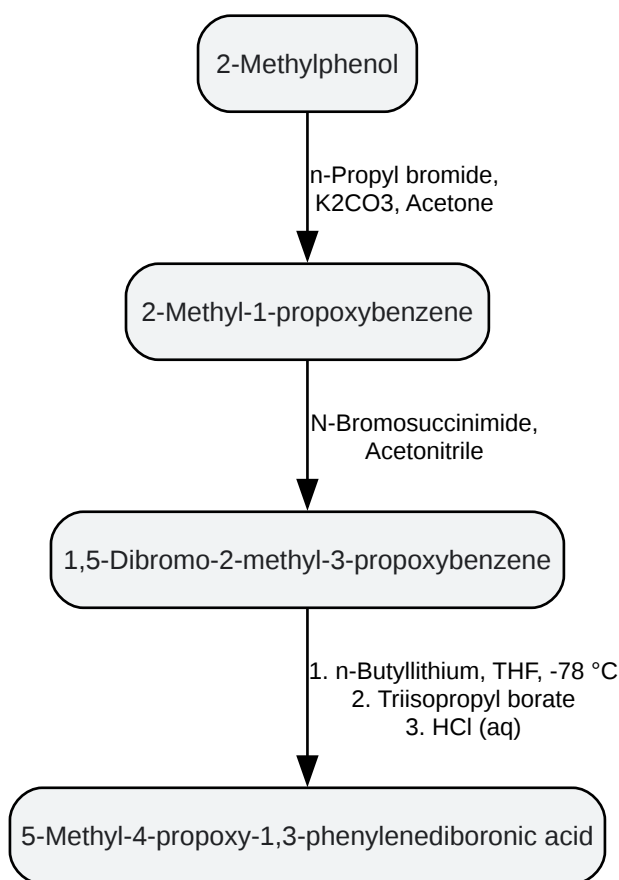 2-Methylphenol
n-Propyl bromide,
K2CO3, Acetone
2-Methyl-1-propoxybenzene
N-Bromosuccinimide,
Acetonitrile
1,5-Dibromo-2-methyl-3-propoxybenzene
1. n-Butyllithium, THF, -78 °C
2. Triisopropyl borate
3. HCl (aq)
5-Methyl-4-propoxy-1,3-phenylenediboronic acid